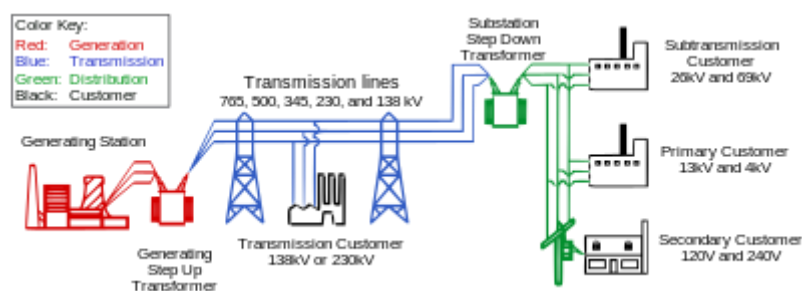 Color Key:
Red: Generation
Blue: Transmission
Green: Distribution
Black: Customer
Generating Station
Generating
Step Up
Transformer
Transmission lines
765, 500, 345, 230, and 138 kV
Transmission Customer
138kV or 230kV
Substation
Step Down
Transformer
Subtransmission
Customer
26kV and 69kV
Primary Customer
13kV and 4kV
Secondary Customer
120V and 240V